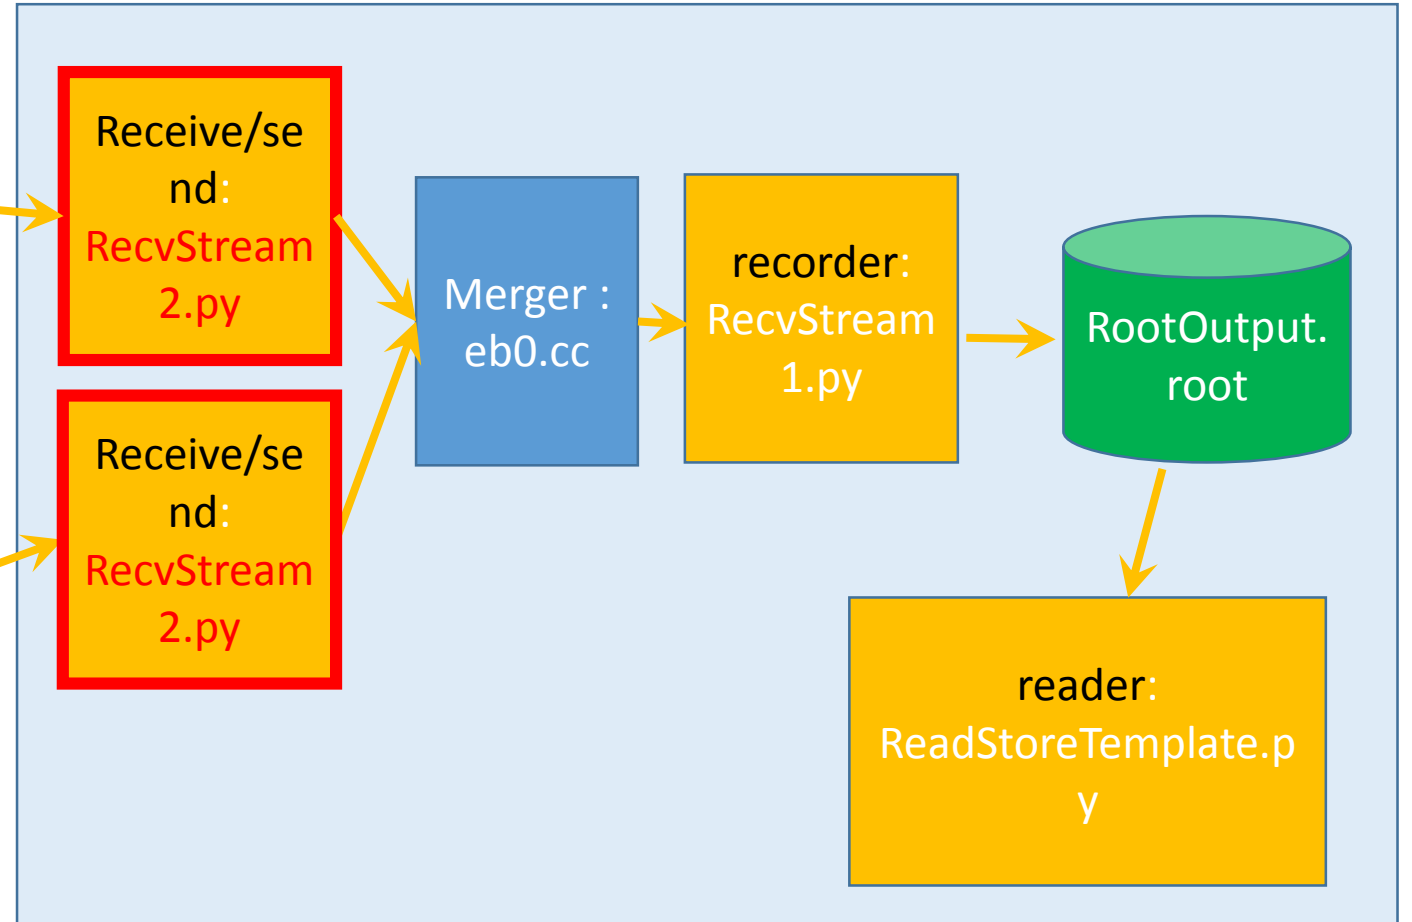 Receive/se
nd:
RecvStream
2.py
Receive/se
nd:
RecvStream
2.py
Merger :
eb0.cc
recorder:
RecvStream
1.py
RootOutput.
root
reader:
ReadStoreTemplate.p
y